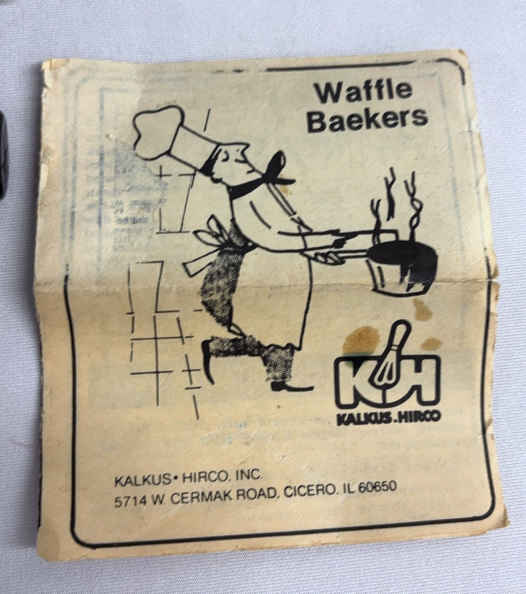 Waffle
Baekers
KH
KALKUS.HIRCO
KALKUS• HIRCO, INC.
5714 W. CERMAK ROAD, CICERO, IL 60650